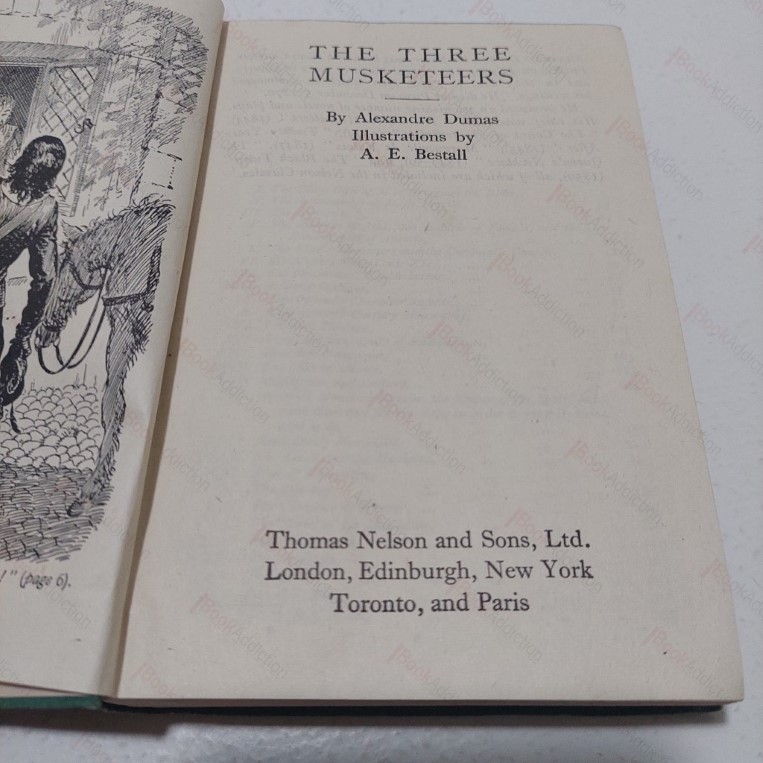 THE THREE
MUSKETEERS
By Alexandre Dumas
Illustrations by
A. E. Bestall
Thomas Nelson and Sons, Ltd.
London, Edinburgh, New York
Toronto, and Paris
!" (page 6).
BookAddiction